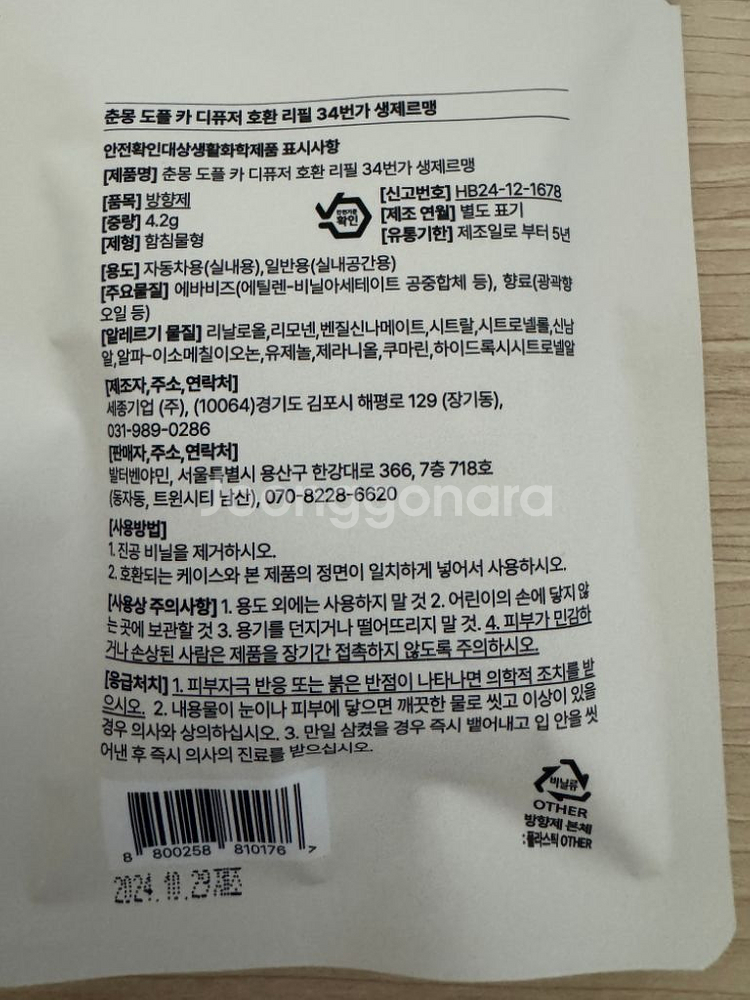 춘몽 도플 카 디퓨저 호환 리필 34번가 생제르맹
안전확인대상생활화학제품 표시사항
[제품명] 춘몽 도플 카 디퓨저 호환 리필 34번가 생제르맹
[품목] 방향제
[중량] 4.2g
[제형] 함침물형
안전기준
확인
[신고번호] HB24-12-1678
[제조 연월] 별도 표기
[유통기한] 제조일로 부터 5년
[용도] 자동차용(실내용),일반용(실내공간용)
[주요물질] 에바비즈(에틸렌-비닐아세테이트 공중합체 등), 향료(광곽향
오일 등)
[알레르기 물질] 리날로올,리모넨,벤질신나메이트,시트랄,시트로넬롤,신남
알,알파-이소메칠이오논,유제놀,제라니올,쿠마린,하이드록시시트로넬알
[제조자,주소,연락처]
세종기업 (주), (10064)경기도 김포시 해평로 129 (장기동),
031-989-0286
[판매자,주소,연락처]
발터벤야민, 서울특별시 용산구 한강대로 366, 7층 718호
(동자동, 트윈시티 남산), 070-8228-6620
Joonggonara
[사용방법]
1. 진공 비닐을 제거하시오.
2. 호환되는 케이스와 본 제품의 정면이 일치하게 넣어서 사용하시오.
[사용상 주의사항] 1. 용도 외에는 사용하지 말 것 2. 어린이의 손에 닿지 않
는 곳에 보관할 것 3. 용기를 던지거나 떨어뜨리지 말 것. 4. 피부가 민감하
거나 손상된 사람은 제품을 장기간 접촉하지 않도록 주의하시오.
[응급처치] 1. 피부자극 반응 또는 붉은 반점이 나타나면 의학적 조치를 받
으시오. 2. 내용물이 눈이나 피부에 닿으면 깨끗한 물로 씻고 이상이 있을
경우 의사와 상의하십시오. 3. 만일 삼켰을 경우 즉시 뱉어내고 입 안을 씻
어낸 후 즉시 의사의 진료를 받으십시오.
비닐류
OTHER
방향제 본체
:플라스틱 OTHER
8 800258 810176 7
2024.10.29제조